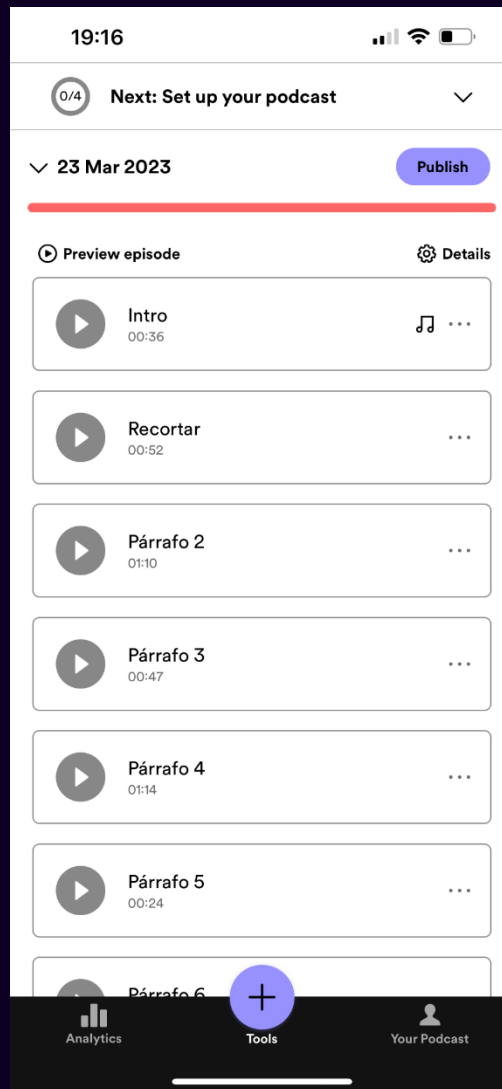 19:16
0/4 Next: Set up your podcast
23 Mar 2023 Publish
Preview episode Details
Intro
00:36
Recortar
00:52
Párrafo 2
01:10
Párrafo 3
00:47
Párrafo 4
01:14
Párrafo 5
00:24
Párrafo 6
Analytics Tools Your Podcast